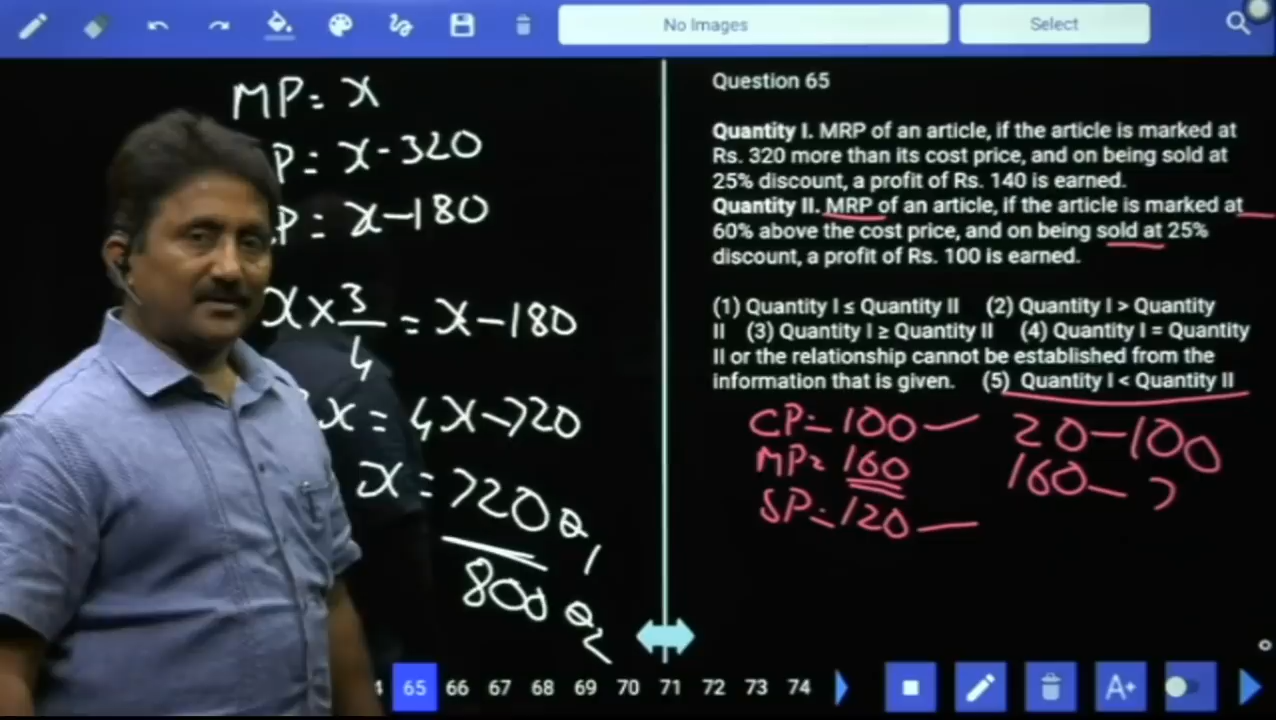 No Images
Select
MP= x
P= x-320
P= x-180
x × 3/4 = x-180
x = 4x-720
x = 720 Q1
800 Q2
Question 65
Quantity I. MRP of an article, if the article is marked at
Rs. 320 more than its cost price, and on being sold at
25% discount, a profit of Rs. 140 is earned.
Quantity II. MRP of an article, if the article is marked at
60% above the cost price, and on being sold at 25%
discount, a profit of Rs. 100 is earned.
(1) Quantity I ≤ Quantity II (2) Quantity I > Quantity
II (3) Quantity I ≥ Quantity II (4) Quantity I = Quantity
II or the relationship cannot be established from the
information that is given. (5) Quantity I < Quantity II
CP= 100 — 20-100
MP= 160 160- ?
SP= 120 —
4 65 66 67 68 69 70 71 72 73 74
A+